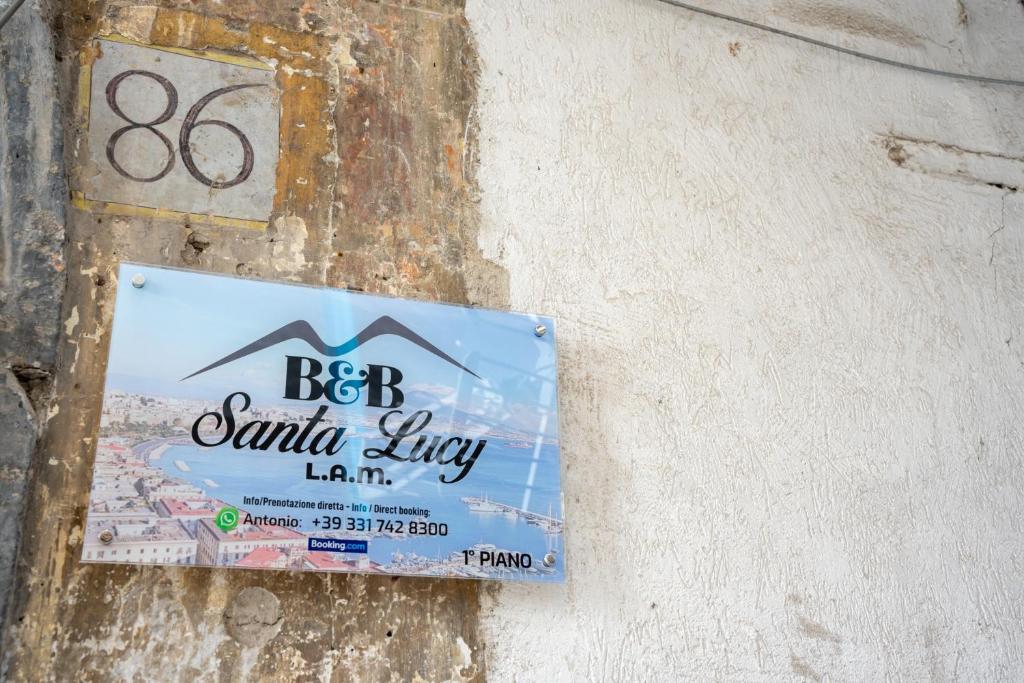 86
B&B
Santa Lucy
L.A.M.
Info/Prenotazione diretta - Info / Direct booking:
Antonio: +39 331 742 8300
Booking.com
1° PIANO